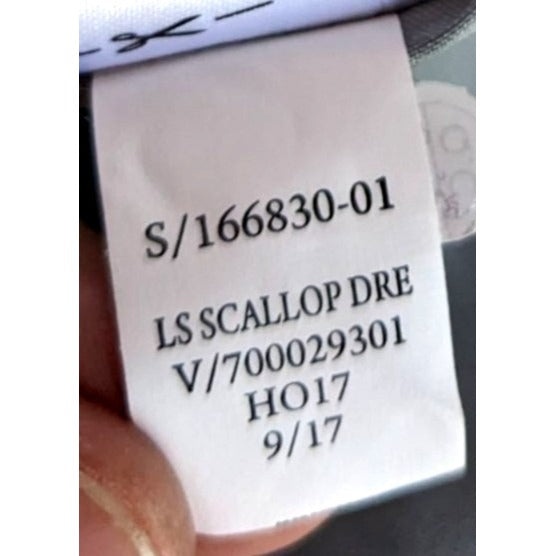 S/166830-01
LS SCALLOP DRE
V/700029301
HO17
9/17